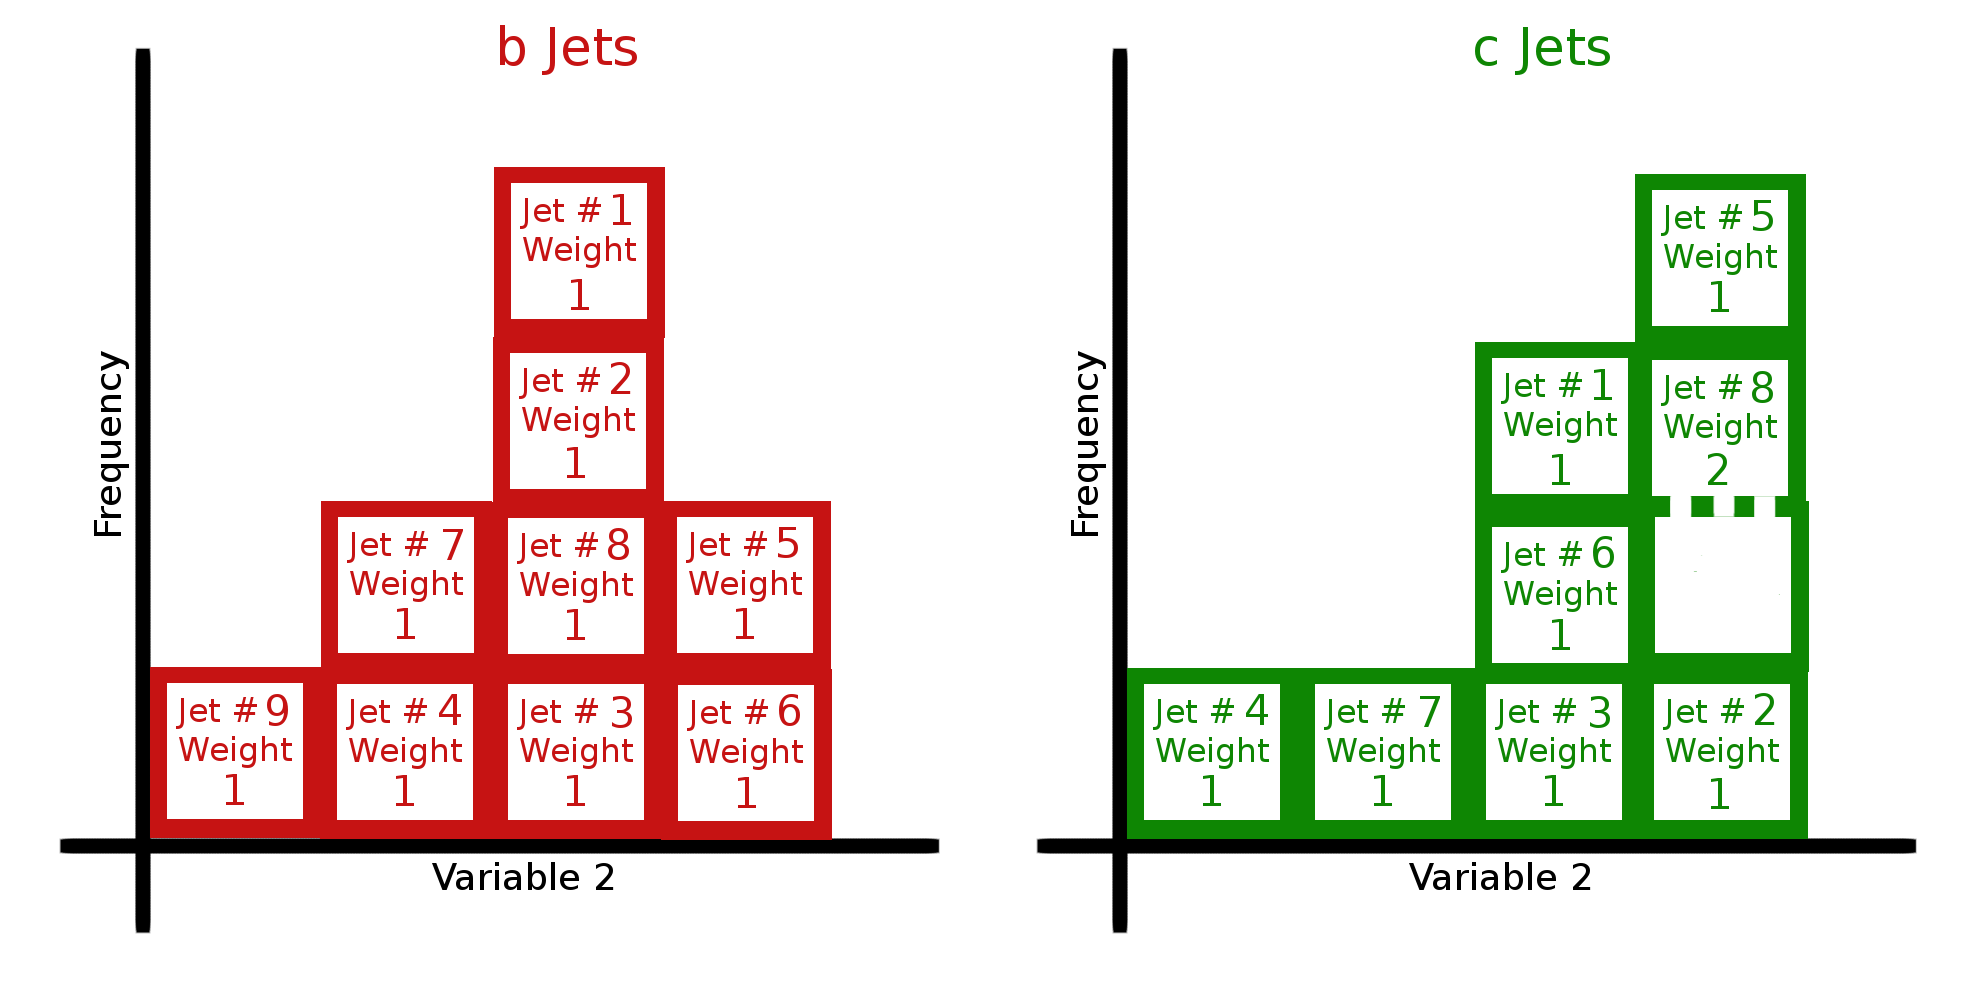 b Jets
Frequency
Jet # 1
Weight
1
Jet # 2
Weight
1
Jet # 7
Weight
1
Jet # 8
Weight
1
Jet # 5
Weight
1
Jet # 9
Weight
1
Jet # 4
Weight
1
Jet # 3
Weight
1
Jet # 6
Weight
1
Variable 2
c Jets
Frequency
Jet # 5
Weight
1
Jet # 1
Weight
1
Jet # 8
Weight
2
Jet # 6
Weight
1
Jet # 4
Weight
1
Jet # 7
Weight
1
Jet # 3
Weight
1
Jet # 2
Weight
1
Variable 2